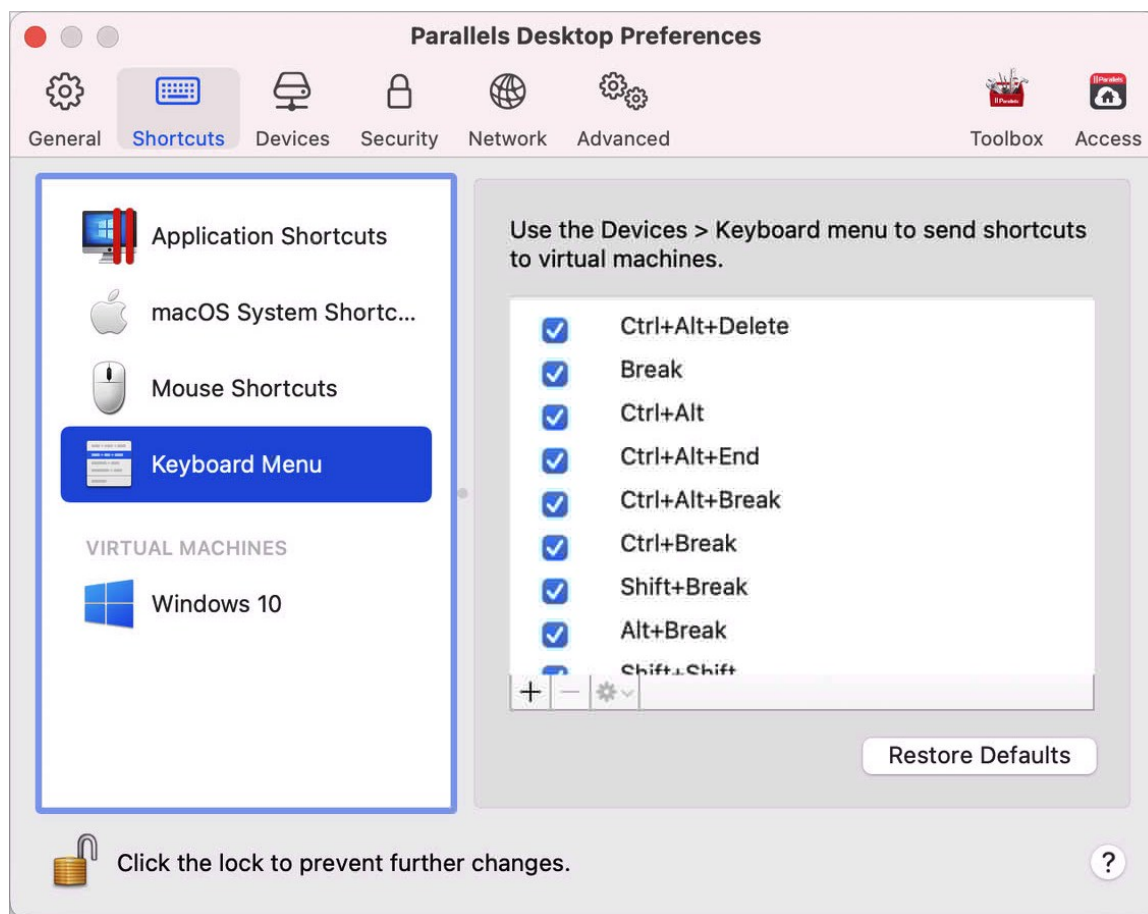 Parallels Desktop Preferences
General
Shortcuts
Devices
Security
Network
Advanced
Toolbox
Access
Application Shortcuts
macOS System Shortc...
Mouse Shortcuts
Keyboard Menu
VIRTUAL MACHINES
Windows 10
Use the Devices > Keyboard menu to send shortcuts
to virtual machines.
Ctrl+Alt+Delete
Break
Ctrl+Alt
Ctrl+Alt+End
Ctrl+Alt+Break
Ctrl+Break
Shift+Break
Alt+Break
Shift+Shift
Restore Defaults
Click the lock to prevent further changes.
?